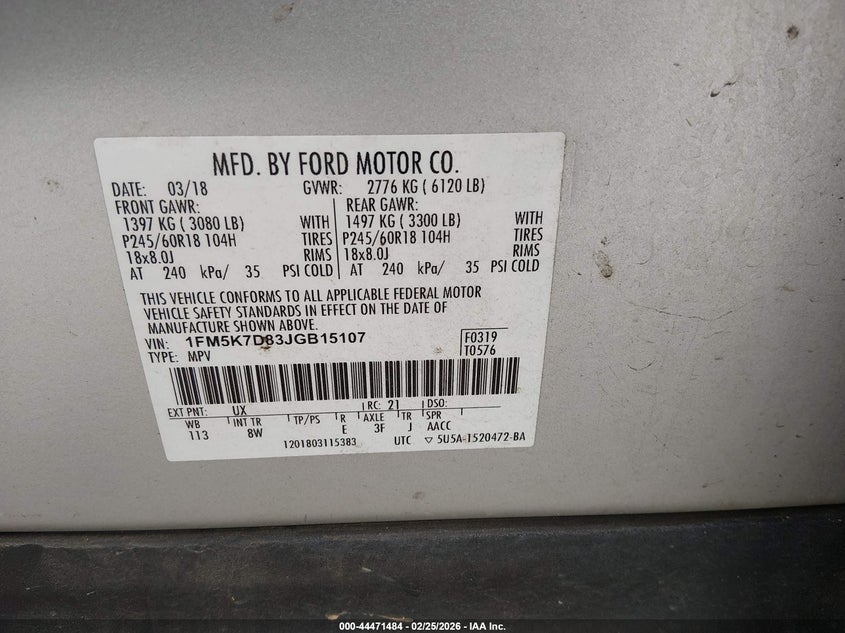 MFD. BY FORD MOTOR CO.
DATE: 03/18 GVWR: 2776 KG ( 6120 LB)
FRONT GAWR: REAR GAWR:
1397 KG ( 3080 LB) WITH 1497 KG ( 3300 LB) WITH
P245/60R18 104H TIRES P245/60R18 104H TIRES
18x8.0J RIMS 18x8.0J RIMS
AT 240 kPa/ 35 PSI COLD AT 240 kPa/ 35 PSI COLD
THIS VEHICLE CONFORMS TO ALL APPLICABLE FEDERAL MOTOR
VEHICLE SAFETY STANDARDS IN EFFECT ON THE DATE OF
MANUFACTURE SHOWN ABOVE.
VIN: 1FM5K7D83JGB15107 F0319
TYPE: MPV T0576
EXT PNT: UX RC: 21 DSO:
WB INT TR TP/PS R AXLE TR SPR
113 8W E 3F J AACC
1201803115383 UTC ▽ 5U5A-1520472-BA
000-44471484 - 02/25/2026 - IAA Inc.